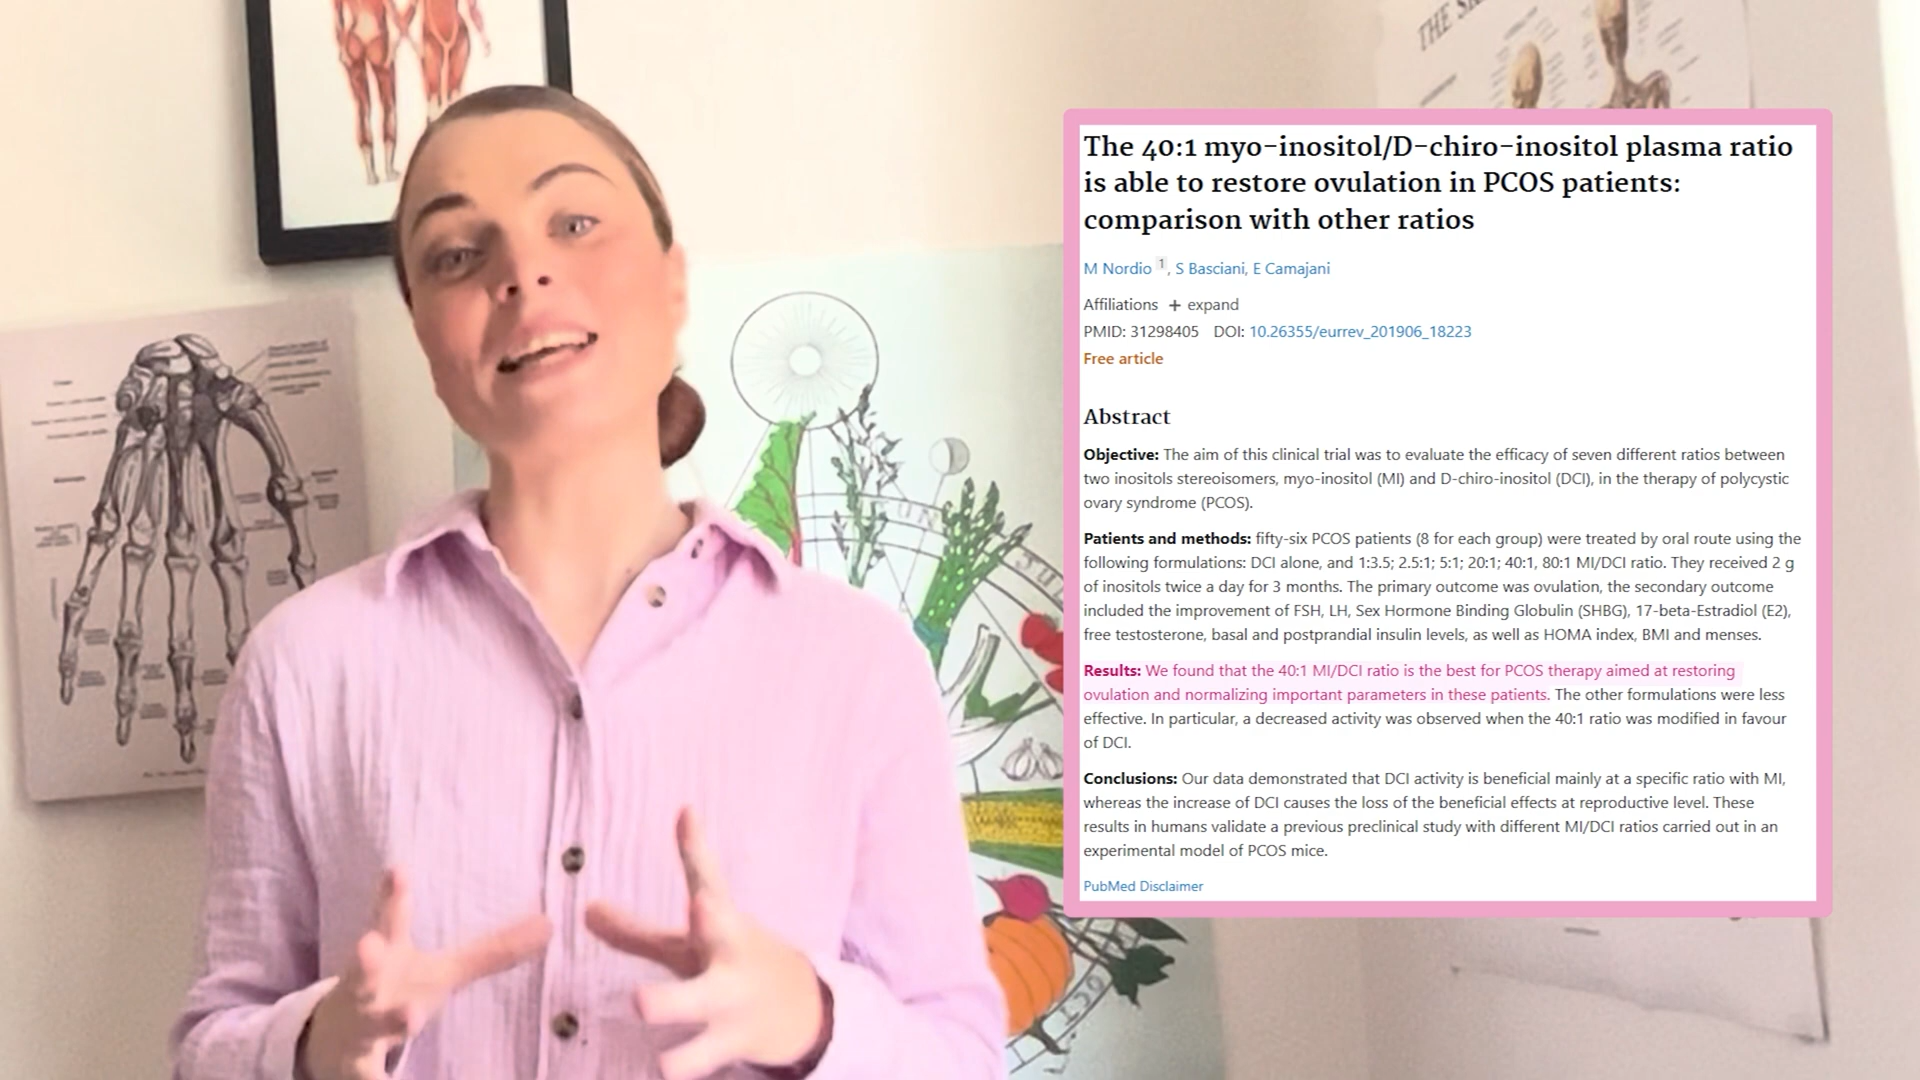 THE
The 40:1 myo-inositol/D-chiro-inositol plasma ratio
is able to restore ovulation in PCOS patients:
comparison with other ratios
M Nordio 1, S Basciani, E Camajani
Affiliations + expand
PMID: 31298405 DOI: 10.26355/eurrev_201906_18223
Free article
Abstract
Objective: The aim of this clinical trial was to evaluate the efficacy of seven different ratios between
two inositols stereoisomers, myo-inositol (MI) and D-chiro-inositol (DCI), in the therapy of polycystic
ovary syndrome (PCOS).
Patients and methods: fifty-six PCOS patients (8 for each group) were treated by oral route using the
following formulations: DCI alone, and 1:3.5; 2.5:1; 5:1; 20:1; 40:1, 80:1 MI/DCI ratio. They received 2 g
of inositols twice a day for 3 months. The primary outcome was ovulation, the secondary outcome
included the improvement of FSH, LH, Sex Hormone Binding Globulin (SHBG), 17-beta-Estradiol (E2),
free testosterone, basal and postprandial insulin levels, as well as HOMA index, BMI and menses.
Results: We found that the 40:1 MI/DCI ratio is the best for PCOS therapy aimed at restoring
ovulation and normalizing important parameters in these patients. The other formulations were less
effective. In particular, a decreased activity was observed when the 40:1 ratio was modified in favour
of DCI.
Conclusions: Our data demonstrated that DCI activity is beneficial mainly at a specific ratio with MI,
whereas the increase of DCI causes the loss of the beneficial effects at reproductive level. These
results in humans validate a previous preclinical study with different MI/DCI ratios carried out in an
experimental model of PCOS mice.
PubMed Disclaimer
JUN
OCT